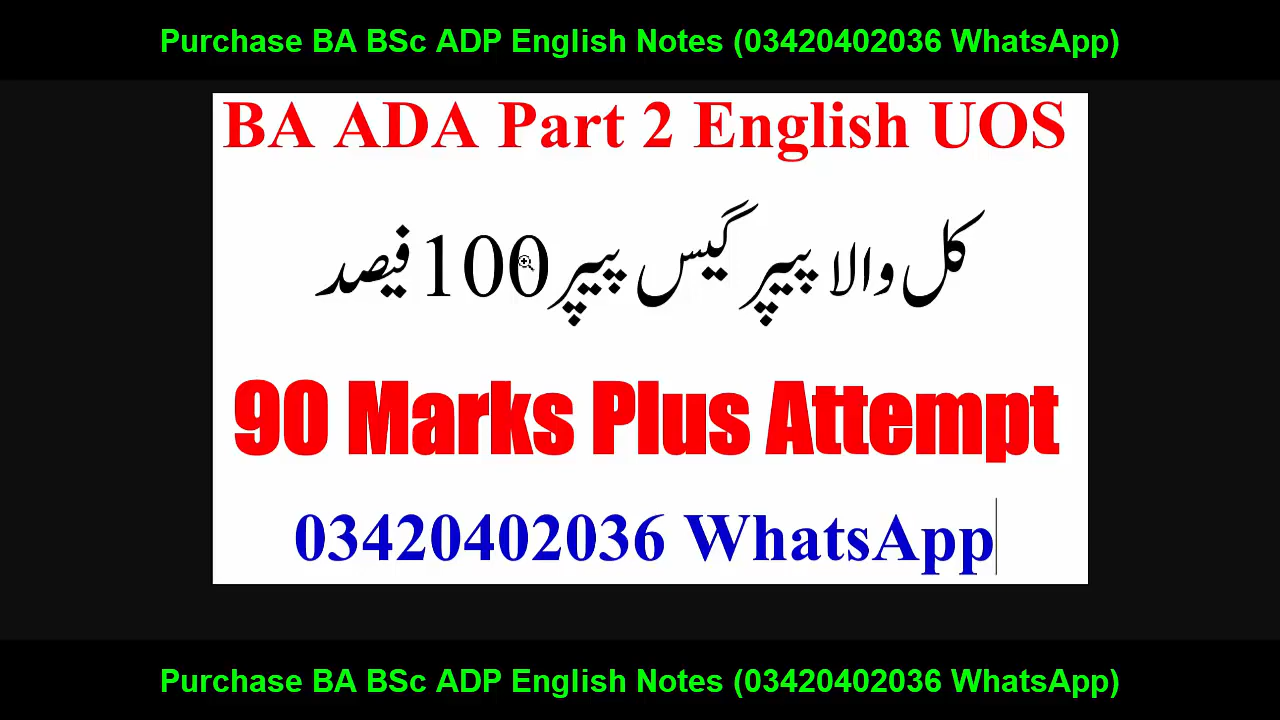 Purchase BA BSc ADP English Notes (03420402036 WhatsApp)
BA ADA Part 2 English UOS
کل والا پیپر گیس پیپر 100 فیصد
90 Marks Plus Attempt
03420402036 WhatsApp
Purchase BA BSc ADP English Notes (03420402036 WhatsApp)